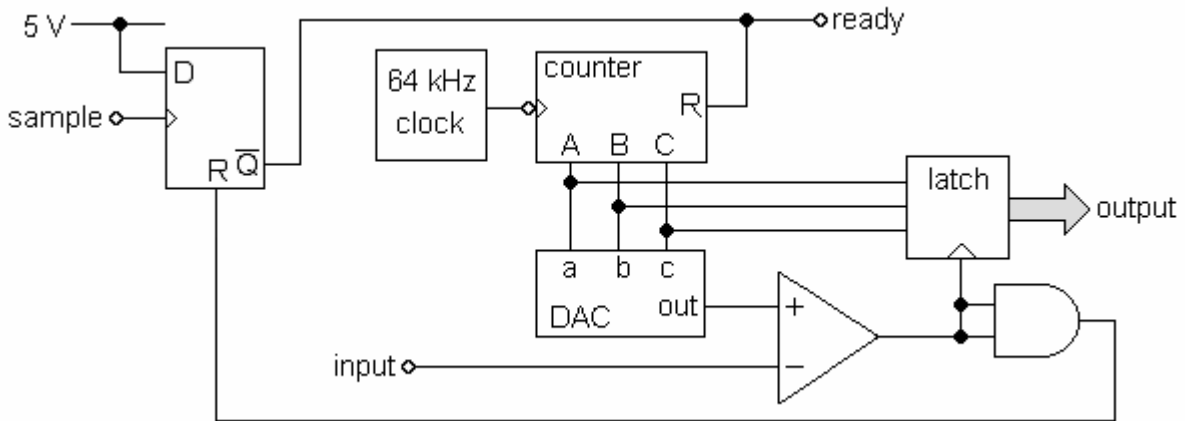 5 V
ready
D
sample
R
Q̅
64 kHz
clock
counter
R
A B C
latch
output
a b c
out
DAC
+
−
input